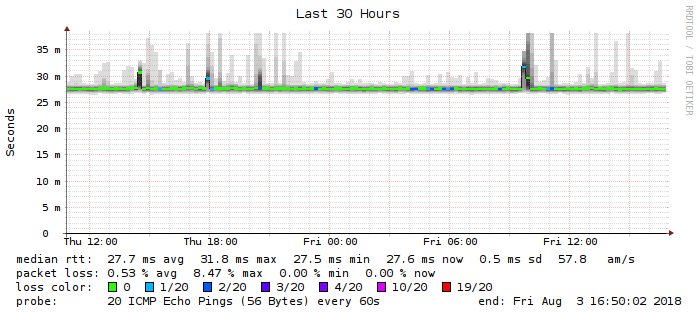 Last 30 Hours
RRDTOOL / TOBI OETIKER
Seconds
35 m
30 m
25 m
20 m
15 m
10 m
5 m
0
Thu 12:00 Thu 18:00 Fri 00:00 Fri 06:00 Fri 12:00
median rtt: 27.7 ms avg 31.8 ms max 27.5 ms min 27.6 ms now 0.5 ms sd 57.8 am/s
packet loss: 0.53 % avg 8.47 % max 0.00 % min 0.00 % now
loss color: 0 1/20 2/20 3/20 4/20 10/20 19/20
probe: 20 ICMP Echo Pings (56 Bytes) every 60s end: Fri Aug 3 16:50:02 2018